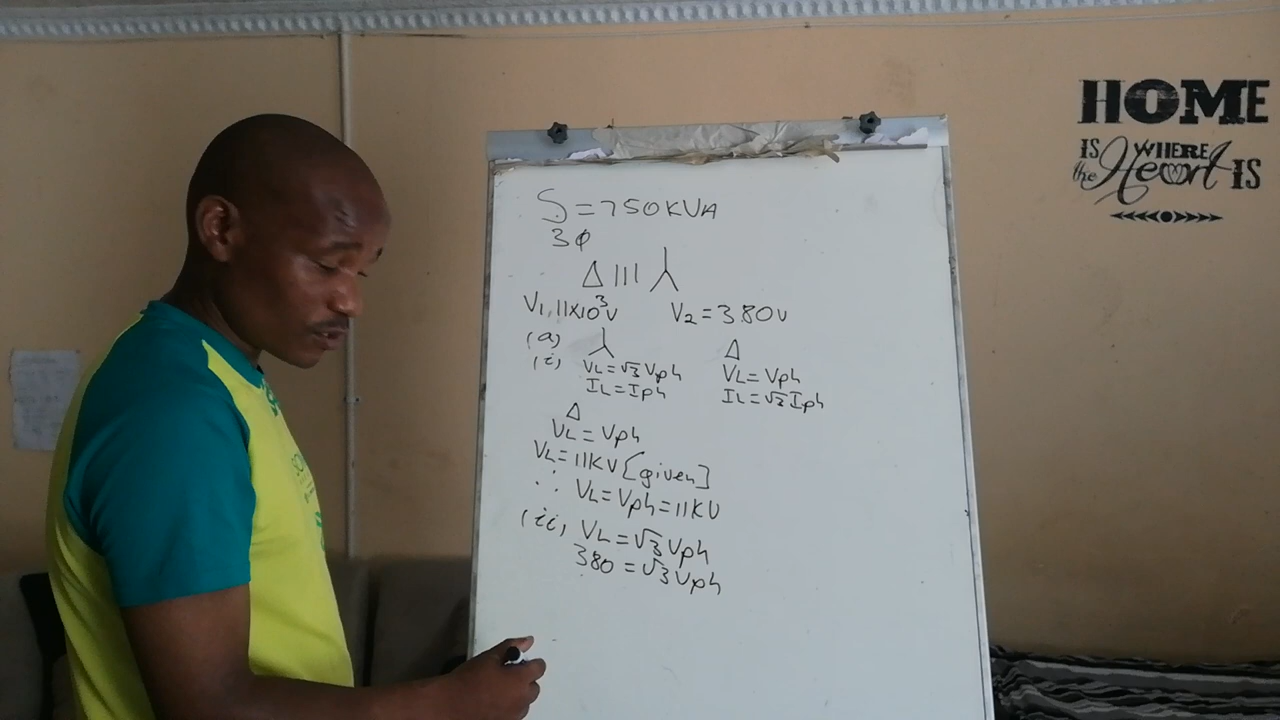 S = 750KVA
3ϕ
Δ ||| Y
V1, 11x10³V V2 = 380V
(a) Y Δ
(i) VL = √3 Vph VL = Vph
IL = Iph IL = √3 Iph
Δ
VL = Vph
VL = 11KV [given]
∴ VL = Vph = 11KV
(ii) VL = √3 Vph
380 = √3 Vph
HOME
IS WHERE
the Heart IS